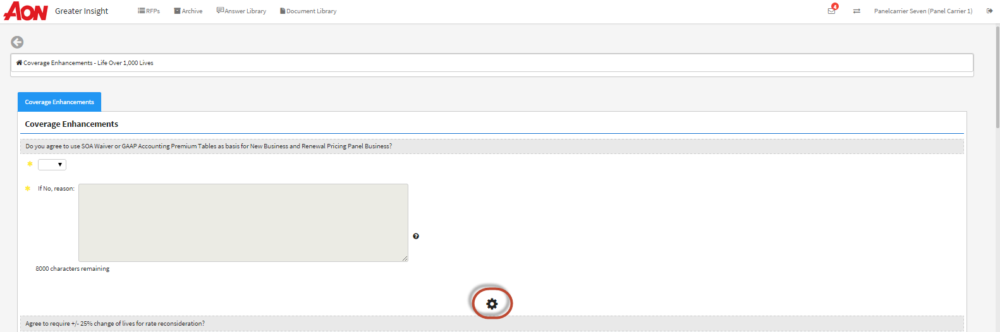 AON Greater Insight RFPs Archive Answer Library Document Library 4 Panelcarrier Seven (Panel Carrier 1)
Coverage Enhancements - Life Over 1,000 Lives
Coverage Enhancements
Coverage Enhancements
Do you agree to use SOA Waiver or GAAP Accounting Premium Tables as basis for New Business and Renewal Pricing Panel Business?
If No, reason:
8000 characters remaining
Agree to require +/- 25% change of lives for rate reconsideration?